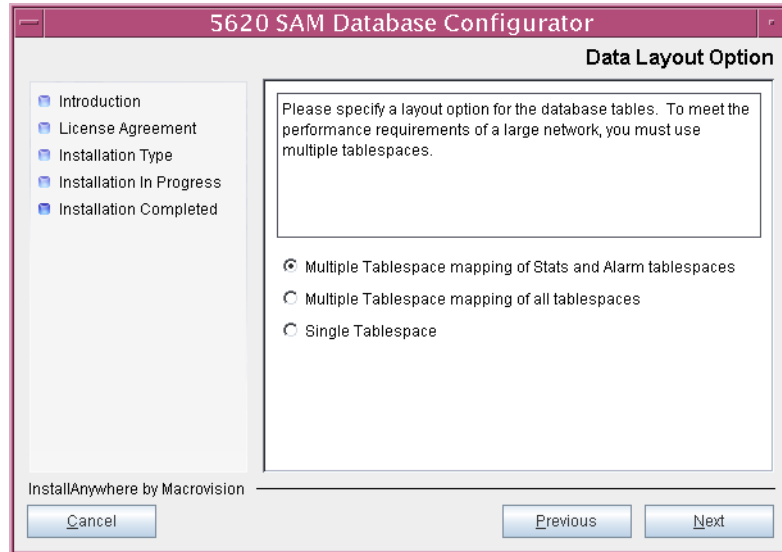 5620 SAM Database Configurator
Data Layout Option
Introduction
License Agreement
Installation Type
Installation In Progress
Installation Completed
Please specify a layout option for the database tables. To meet the
performance requirements of a large network, you must use
multiple tablespaces.
Multiple Tablespace mapping of Stats and Alarm tablespaces
Multiple Tablespace mapping of all tablespaces
Single Tablespace
InstallAnywhere by Macrovision
Cancel
Previous
Next